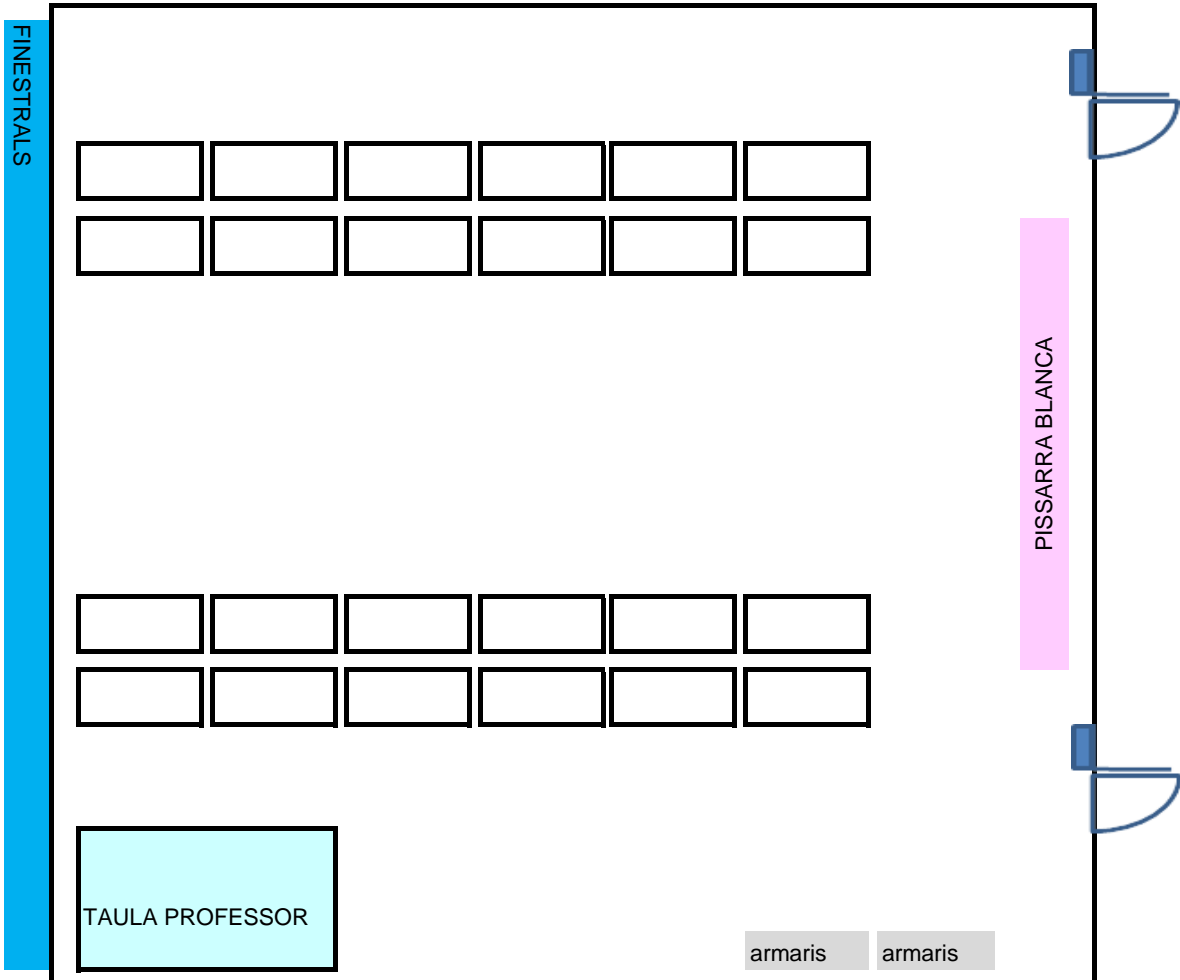 FINESTRALS
PISSARRA BLANCA
TAULA PROFESSOR
armaris
armaris